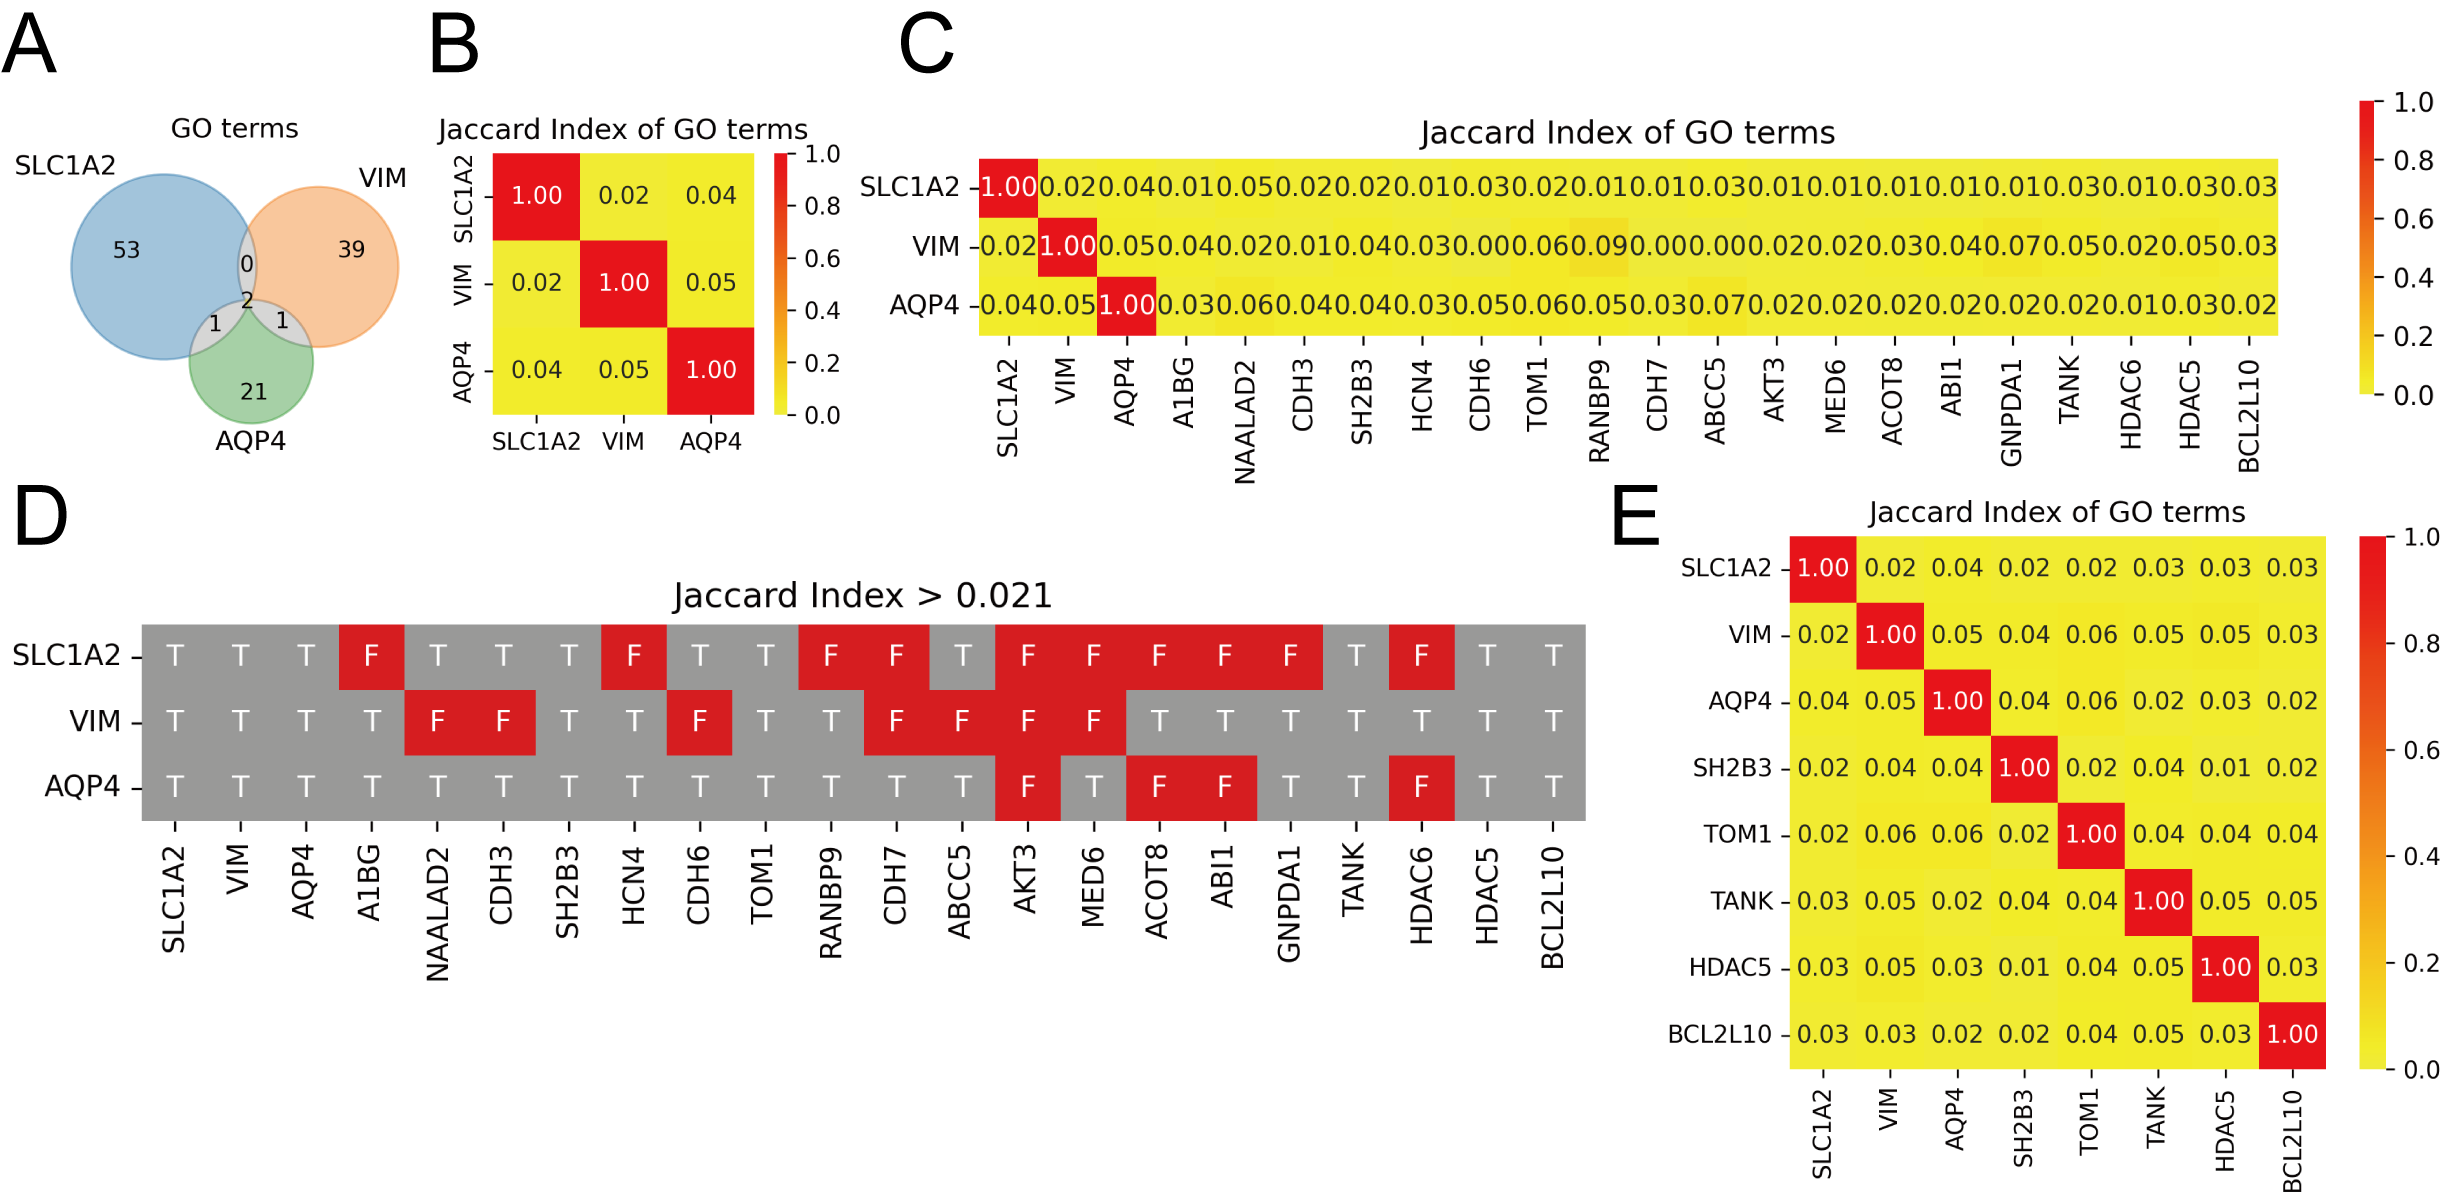 A
B
C
GO terms
SLC1A2
VIM
53
39
0
2
1
1
21
AQP4
Jaccard Index of GO terms
SLC1A2 1.00 0.02 0.04
VIM 0.02 1.00 0.05
AQP4 0.04 0.05 1.00
SLC1A2 VIM AQP4
1.0
0.8
0.6
0.4
0.2
0.0
Jaccard Index of GO terms
SLC1A2 1.00 0.02 0.04 0.01 0.05 0.02 0.02 0.01 0.03 0.02 0.01 0.01 0.03 0.01 0.01 0.01 0.01 0.01 0.03 0.01 0.03 0.03
VIM 0.02 1.00 0.05 0.04 0.02 0.01 0.04 0.03 0.00 0.06 0.09 0.00 0.00 0.02 0.02 0.03 0.04 0.07 0.05 0.02 0.05 0.03
AQP4 0.04 0.05 1.00 0.03 0.06 0.04 0.04 0.03 0.05 0.06 0.05 0.03 0.07 0.02 0.02 0.02 0.02 0.02 0.02 0.01 0.03 0.02
SLC1A2 VIM AQP4 A1BG NAALAD2 CDH3 SH2B3 HCN4 CDH6 TOM1 RANBP9 CDH7 ABCC5 AKT3 MED6 ACOT8 ABI1 GNPDA1 TANK HDAC6 HDAC5 BCL2L10
1.0
0.8
0.6
0.4
0.2
0.0
D
Jaccard Index > 0.021
SLC1A2 T T T F T T T F T T F F T F F F F F T F T T
VIM T T T T F F T T F T T F F F F T T T T T T T
AQP4 T T T T T T T T T T T T T F T F F T T F T T
SLC1A2 VIM AQP4 A1BG NAALAD2 CDH3 SH2B3 HCN4 CDH6 TOM1 RANBP9 CDH7 ABCC5 AKT3 MED6 ACOT8 ABI1 GNPDA1 TANK HDAC6 HDAC5 BCL2L10
E
Jaccard Index of GO terms
SLC1A2 1.00 0.02 0.04 0.02 0.02 0.03 0.03 0.03
VIM 0.02 1.00 0.05 0.04 0.06 0.05 0.05 0.03
AQP4 0.04 0.05 1.00 0.04 0.06 0.02 0.03 0.02
SH2B3 0.02 0.04 0.04 1.00 0.02 0.04 0.01 0.02
TOM1 0.02 0.06 0.06 0.02 1.00 0.04 0.04 0.04
TANK 0.03 0.05 0.02 0.04 0.04 1.00 0.05 0.05
HDAC5 0.03 0.05 0.03 0.01 0.04 0.05 1.00 0.03
BCL2L10 0.03 0.03 0.02 0.02 0.04 0.05 0.03 1.00
SLC1A2 VIM AQP4 SH2B3 TOM1 TANK HDAC5 BCL2L10
1.0
0.8
0.6
0.4
0.2
0.0